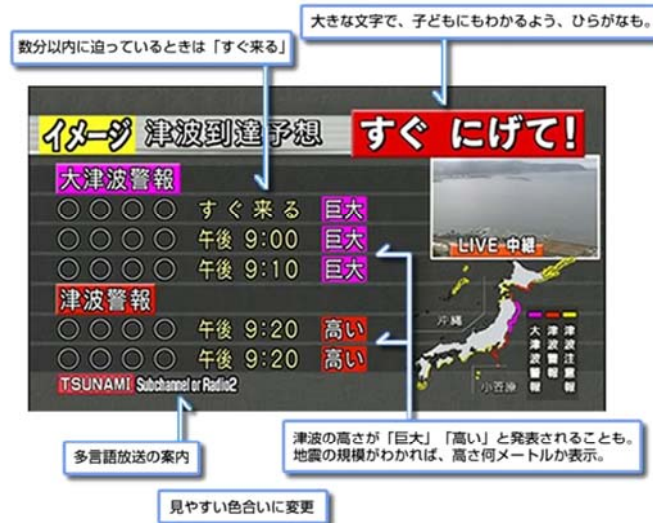 大きな文字で、子どもにもわかるよう、ひらがなも。
数分以内に迫っているときは「すぐ来る」
イメージ 津波到達予想 すぐ にげて!
大津波警報
○○○○ すぐ来る 巨大
○○○○ 午後 9:00 巨大
○○○○ 午後 9:10 巨大
LIVE 中継
津波警報
○○○○ 午後 9:20 高い
○○○○ 午後 9:20 高い
TSUNAMI Subchannel or Radio2
沖縄
小笠原
大津波警報
津波警報
津波注意報
多言語放送の案内
津波の高さが「巨大」「高い」と発表されることも。
地震の規模がわかれば、高さ何メートルか表示。
見やすい色合いに変更